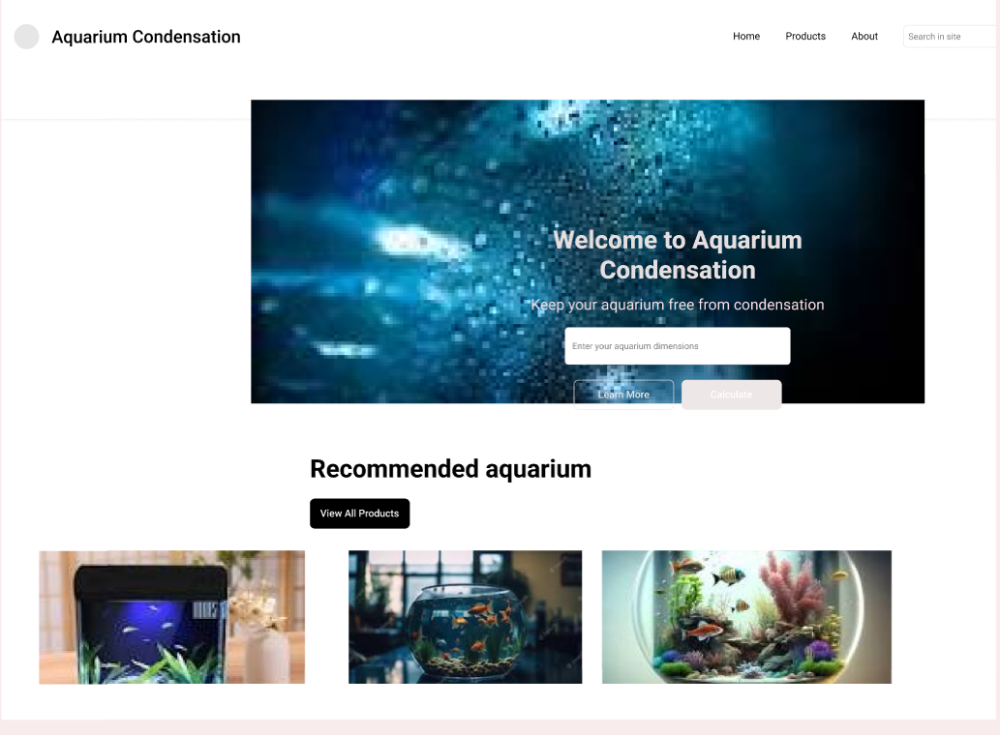 Aquarium Condensation
Home
Products
About
Search in site
Welcome to Aquarium
Condensation
Keep your aquarium free from condensation
Enter your aquarium dimensions
Learn More
Calculate
Recommended aquarium
View All Products